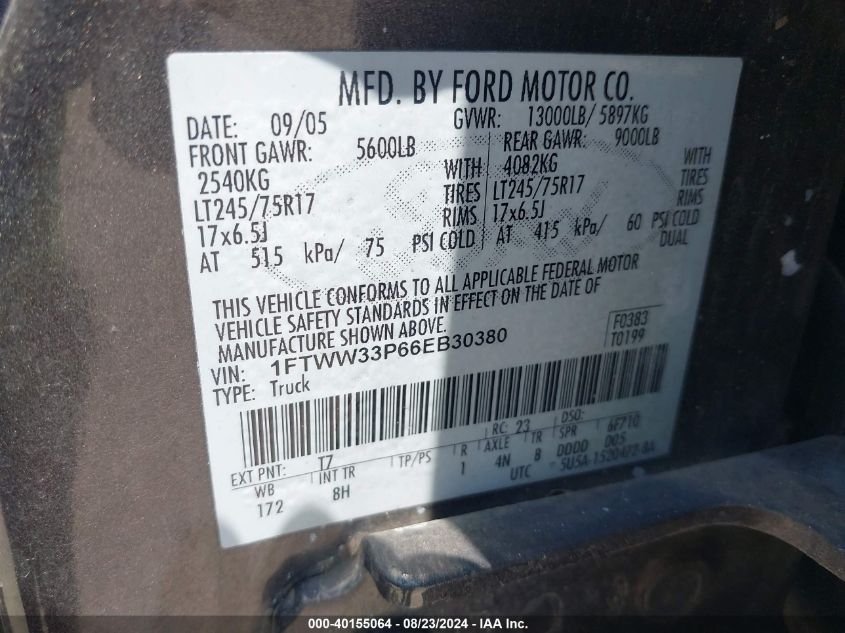 MFD. BY FORD MOTOR CO.
DATE: 09/05 GVWR: 13000LB/ 5897KG
FRONT GAWR: 5600LB REAR GAWR: 9000LB
2540KG WITH 4082KG WITH
LT245/75R17 TIRES LT245/75R17 TIRES
17x6.5J RIMS 17x6.5J RIMS
AT 515 kPa/ 75 PSI COLD AT 415 kPa/ 60 PSI COLD
DUAL
THIS VEHICLE CONFORMS TO ALL APPLICABLE FEDERAL MOTOR
VEHICLE SAFETY STANDARDS IN EFFECT ON THE DATE OF
MANUFACTURE SHOWN ABOVE.
F0383
VIN: 1FTWW33P66EB30380
T0199
TYPE: Truck
EXT PNT: T7 RC: 23 DSO:
WB INT TR TP/PS R AXLE TR SPR 6F710
172 8H 1 4N B DDDD D05
UTC 5U5A-1520472-BA
000-40155064 - 08/23/2024 - IAA Inc.